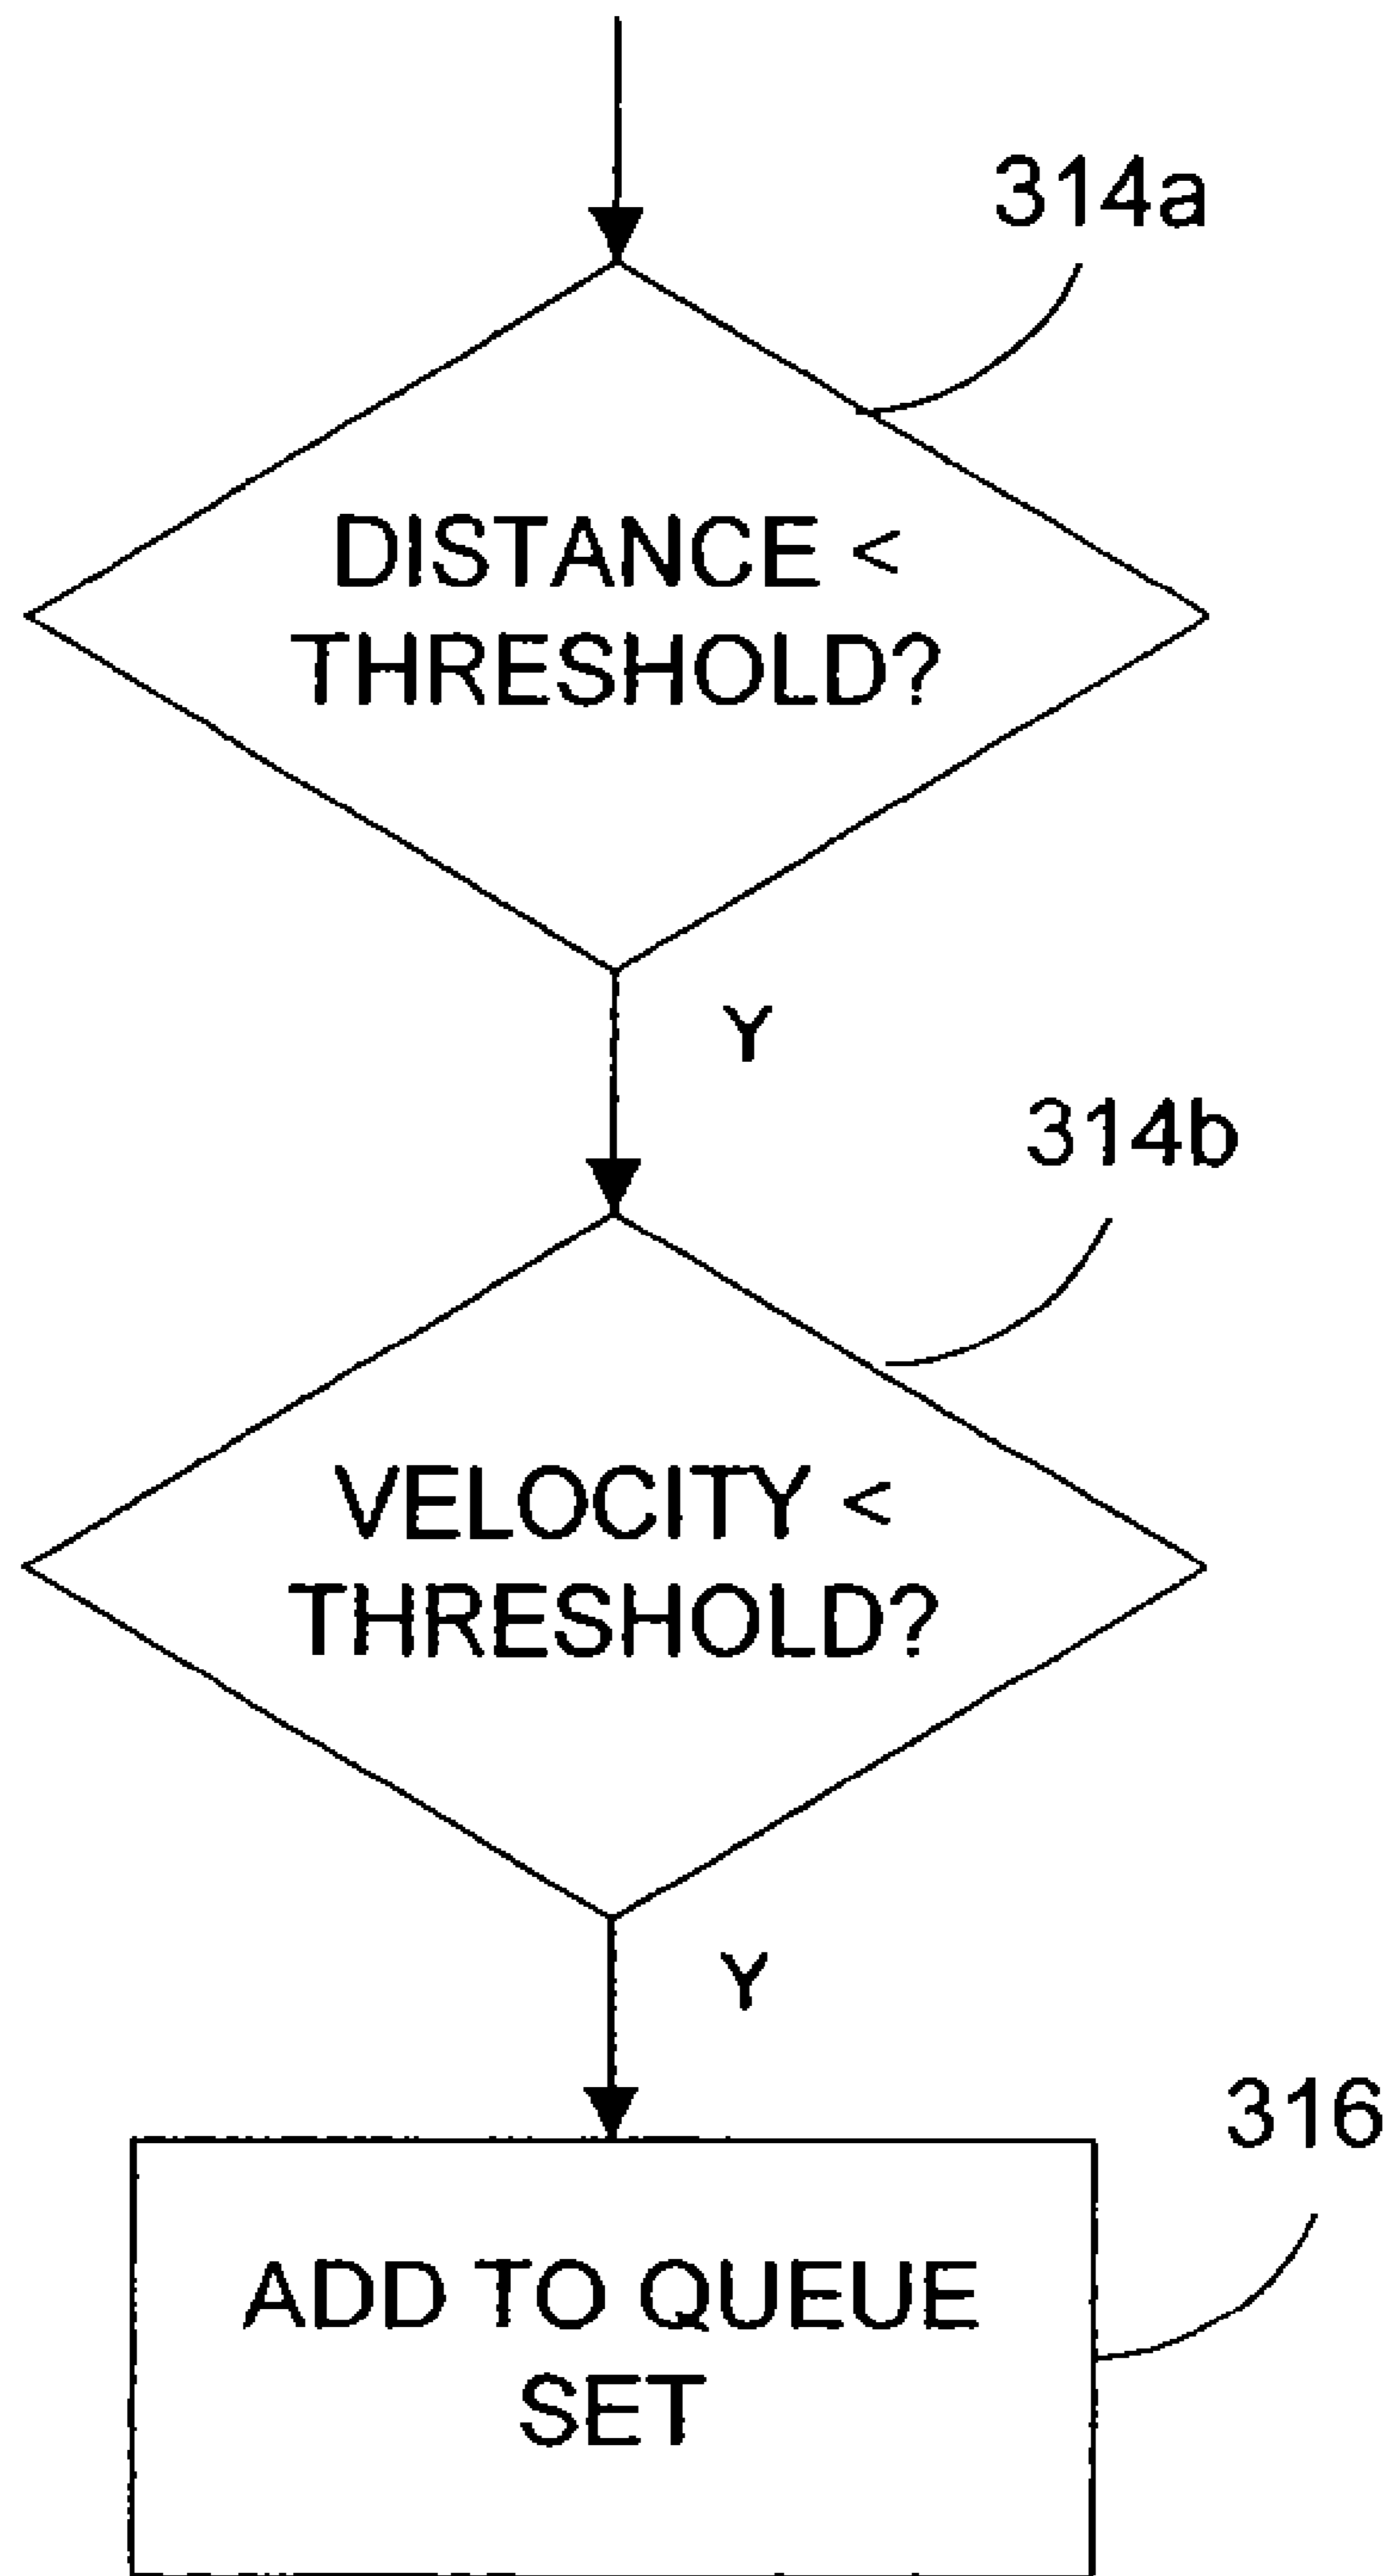 314a
DISTANCE <
THRESHOLD?
Y
314b
VELOCITY <
THRESHOLD?
Y
316
ADD TO QUEUE
SET